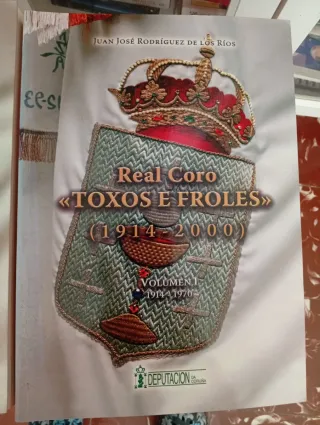 JUAN JOSÉ RODRÍGUEZ DE LOS RÍOS
Real Coro
«TOXOS E FROLES»
(1914-2000)
VOLUMEN I
1914 - 1970
DEPUTACIÓN